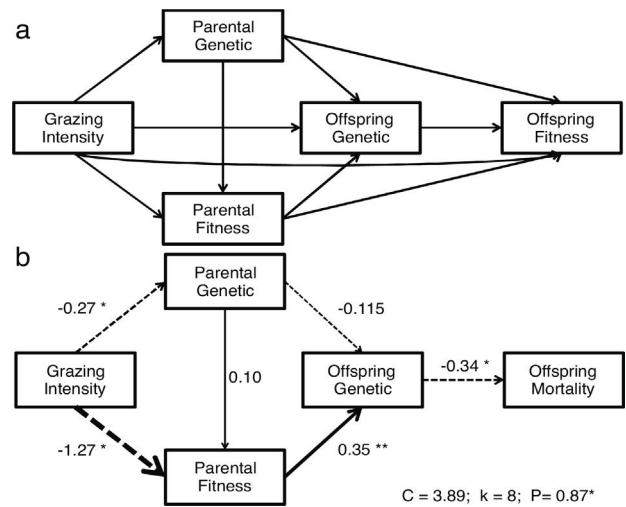 a
Parental
Genetic
Grazing
Intensity
Offspring
Genetic
Offspring
Fitness
Parental
Fitness
b
Parental
Genetic
-0.27 *
-0.115
Grazing
Intensity
0.10
Offspring
Genetic
-0.34 *
Offspring
Mortality
-1.27 *
Parental
Fitness
0.35 **
C = 3.89; k = 8; P= 0.87*